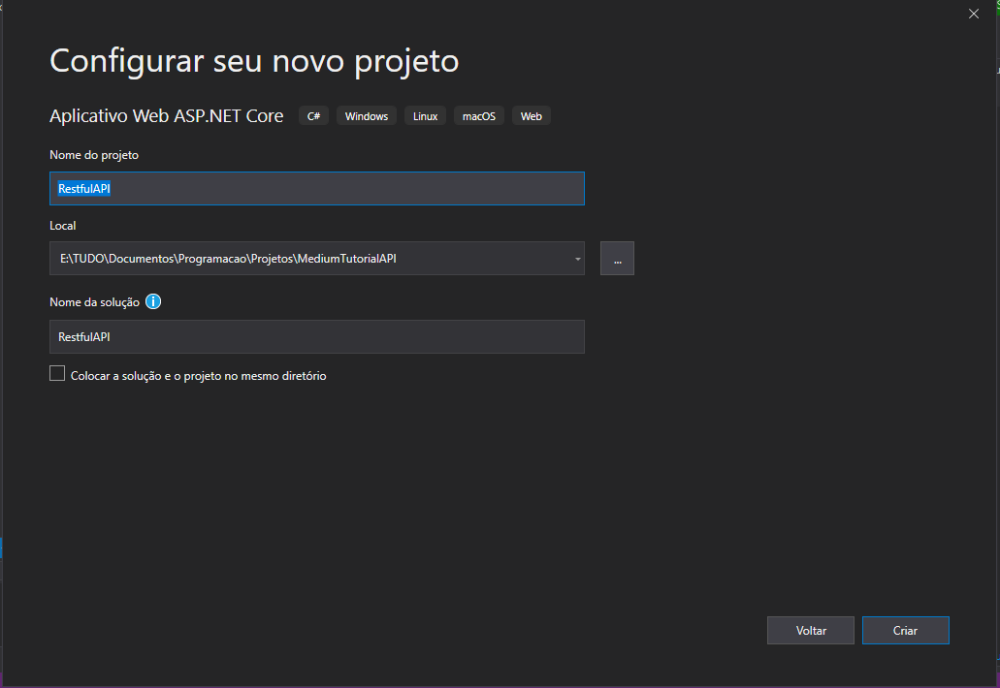 Configurar seu novo projeto
Aplicativo Web ASP.NET Core C# Windows Linux macOS Web
Nome do projeto
RestfulAPI
Local
E:\TUDO\Documentos\Programacao\Projetos\MediumTutorialAPI ...
Nome da solução i
RestfulAPI
Colocar a solução e o projeto no mesmo diretório
Voltar Criar